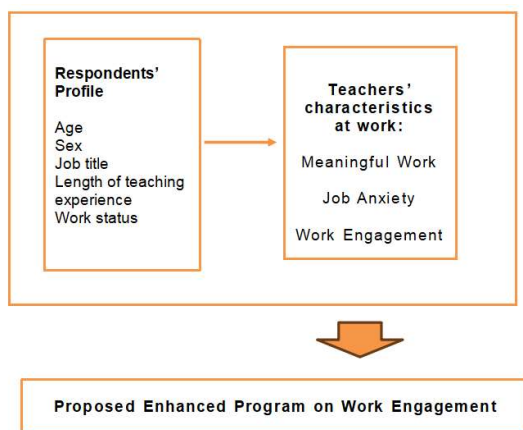 Respondents’
Profile
Age
Sex
Job title
Length of teaching
experience
Work status
Teachers’
characteristics
at work:
Meaningful Work
Job Anxiety
Work Engagement
Proposed Enhanced Program on Work Engagement